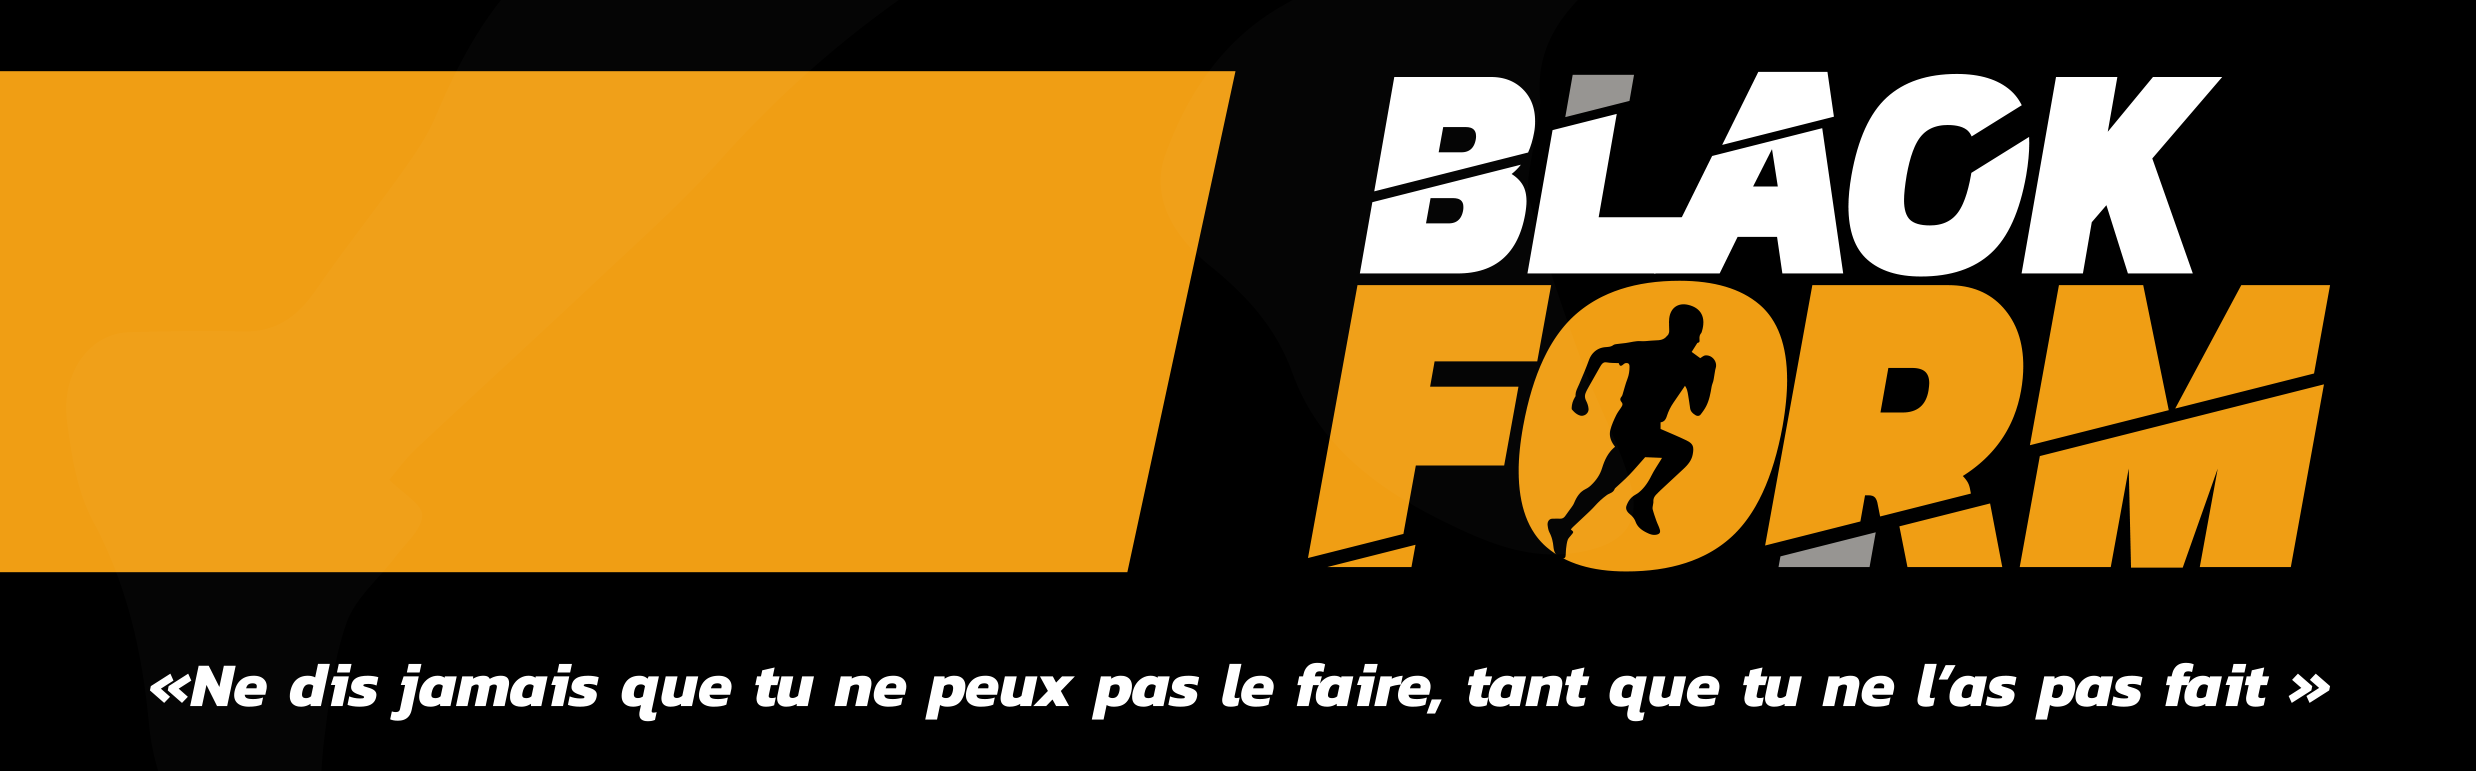 BLACK
FORM
«Ne dis jamais que tu ne peux pas le faire, tant que tu ne l’as pas fait »